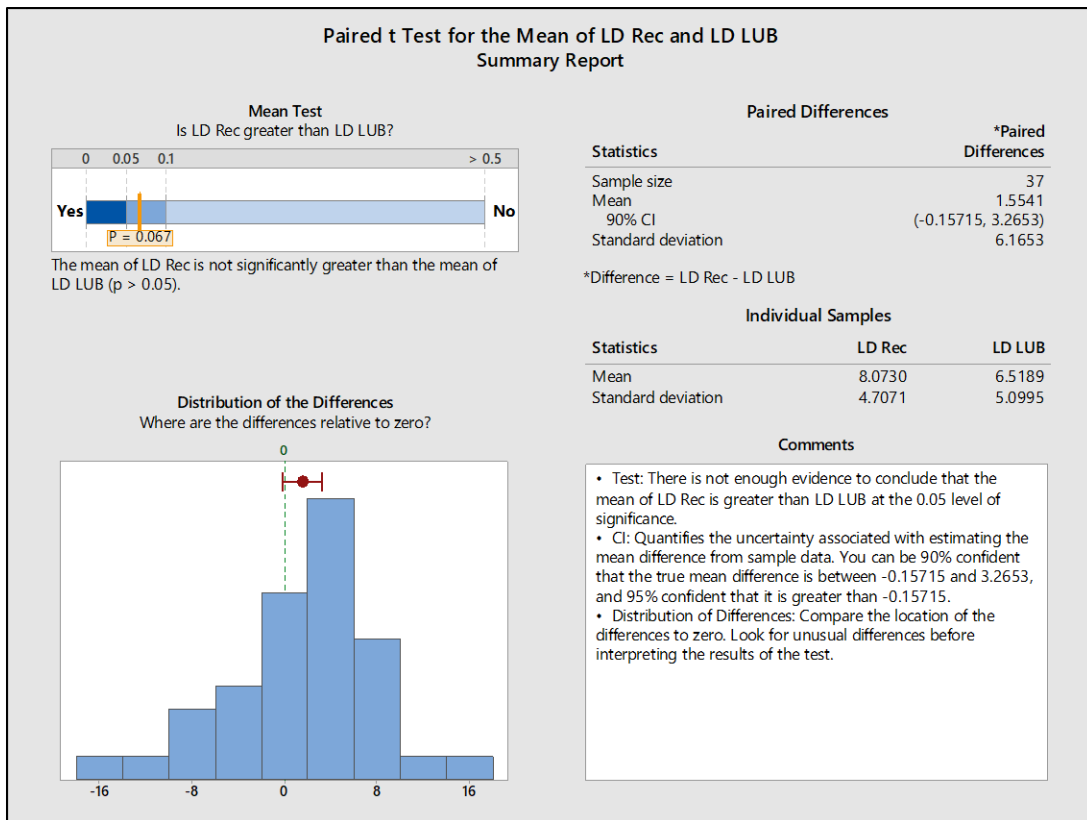 Paired t Test for the Mean of LD Rec and LD LUB
Summary Report
Mean Test
Is LD Rec greater than LD LUB?
0 0.05 0.1 > 0.5
Yes No
P = 0.067
The mean of LD Rec is not significantly greater than the mean of
LD LUB (p > 0.05).
Distribution of the Differences
Where are the differences relative to zero?
0
-16 -8 0 8 16
Paired Differences
*Paired
Statistics Differences
Sample size 37
Mean 1.5541
90% CI (-0.15715, 3.2653)
Standard deviation 6.1653
*Difference = LD Rec - LD LUB
Individual Samples
Statistics LD Rec LD LUB
Mean 8.0730 6.5189
Standard deviation 4.7071 5.0995
Comments
• Test: There is not enough evidence to conclude that the
mean of LD Rec is greater than LD LUB at the 0.05 level of
significance.
• CI: Quantifies the uncertainty associated with estimating the
mean difference from sample data. You can be 90% confident
that the true mean difference is between -0.15715 and 3.2653,
and 95% confident that it is greater than -0.15715.
• Distribution of Differences: Compare the location of the
differences to zero. Look for unusual differences before
interpreting the results of the test.